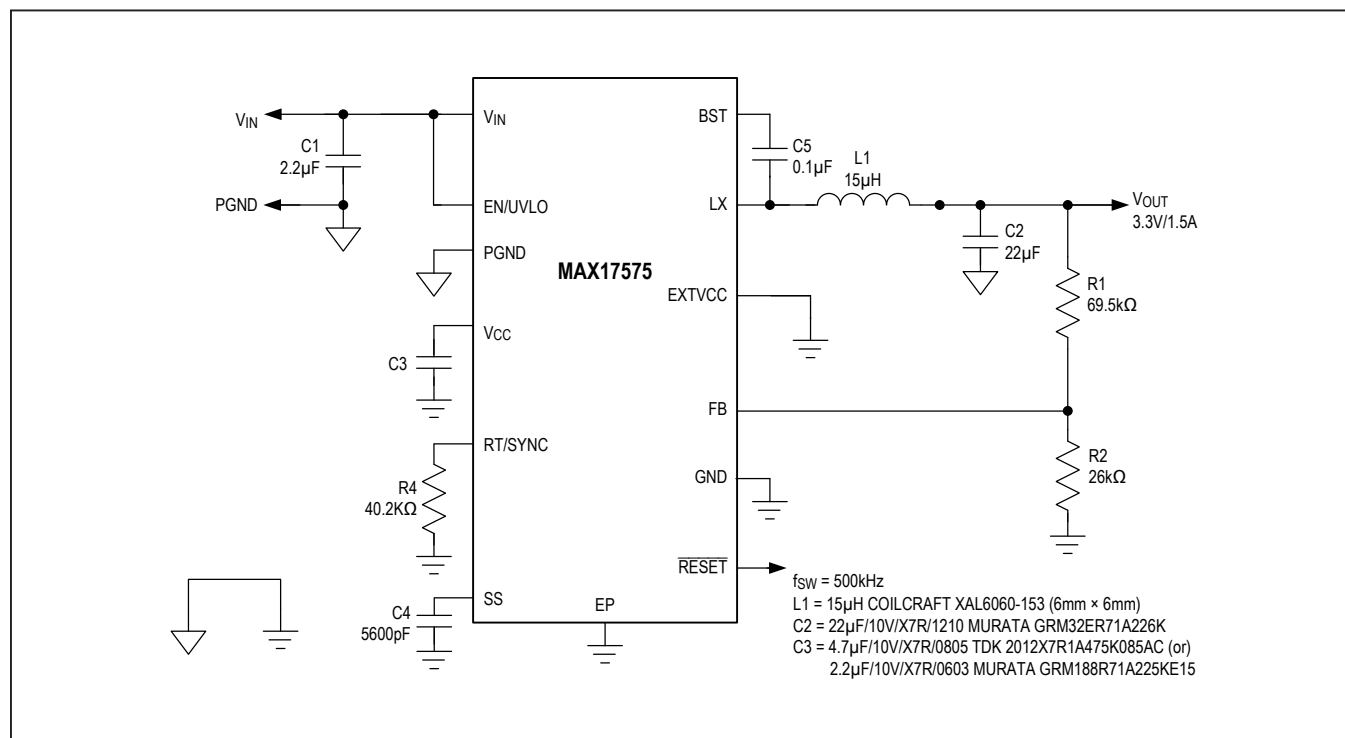 VIN
C1
2.2µF
PGND
VIN
EN/UVLO
PGND
VCC
C3
RT/SYNC
R4
40.2KΩ
SS
C4
5600pF
MAX17575
EP
BST
C5
0.1µF
L1
15µH
LX
VOUT
3.3V/1.5A
C2
22µF
R1
69.5kΩ
EXTVCC
FB
R2
26kΩ
GND
RESET
fSW = 500kHz
L1 = 15µH COILCRAFT XAL6060-153 (6mm × 6mm)
C2 = 22µF/10V/X7R/1210 MURATA GRM32ER71A226K
C3 = 4.7µF/10V/X7R/0805 TDK 2012X7R1A475K085AC (or)
2.2µF/10V/X7R/0603 MURATA GRM188R71A225KE15